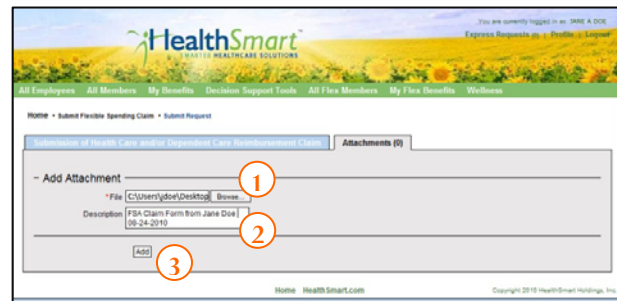 You are currently logged in as: JANE A DOE
Express Requests (0) | Profile | Logout
HealthSmart™
SMARTER HEALTHCARE SOLUTIONS
All Employees All Members My Benefits Decision Support Tools All Flex Members My Flex Benefits Wellness
Home • Submit Flexible Spending Claim • Submit Request
Submission of Health Care and/or Dependent Care Reimbursement Claim Attachments (0)
– Add Attachment
1
*File C:\Users\jdoe\Desktop Browse...
Description FSA Claim Form from Jane Doe
08-24-2010
2
Add
3
Home HealthSmart.com Copyright 2010 HealthSmart Holdings, Inc.